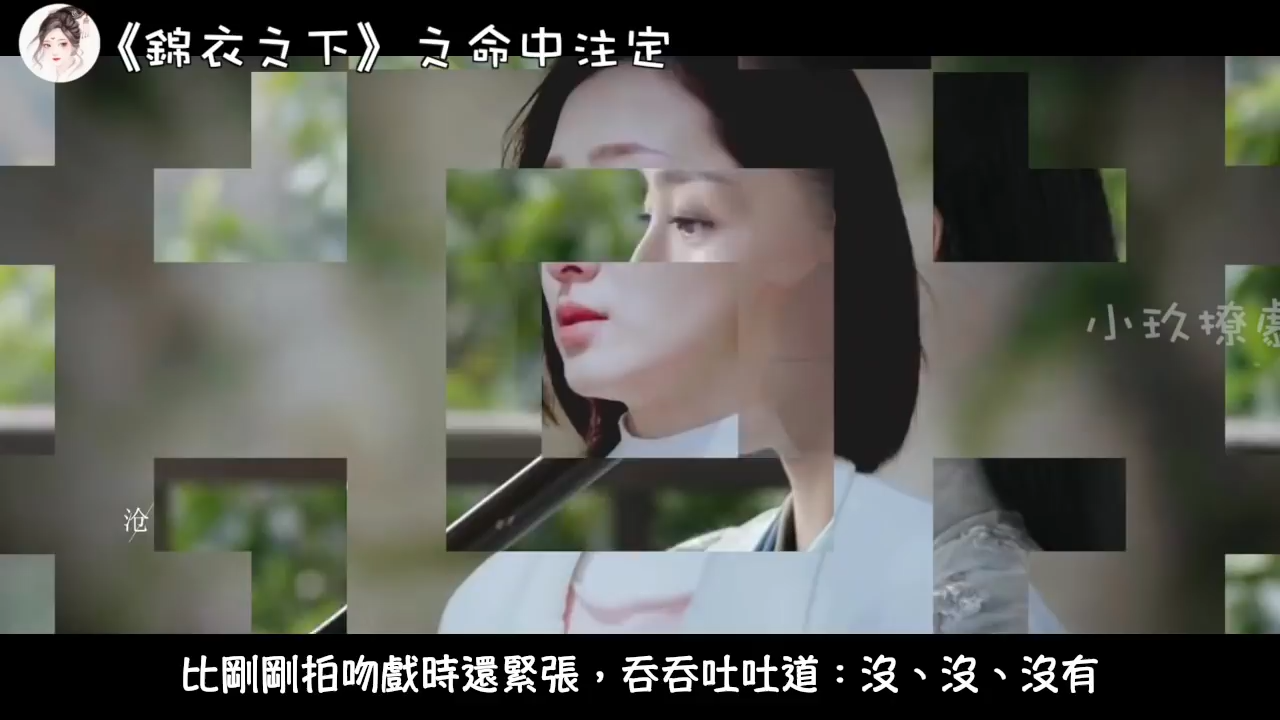 《錦衣之下》之命中注定
小玖撩劇
沧
比剛剛拍吻戲時還緊張，吞吞吐吐道：沒、沒、沒有